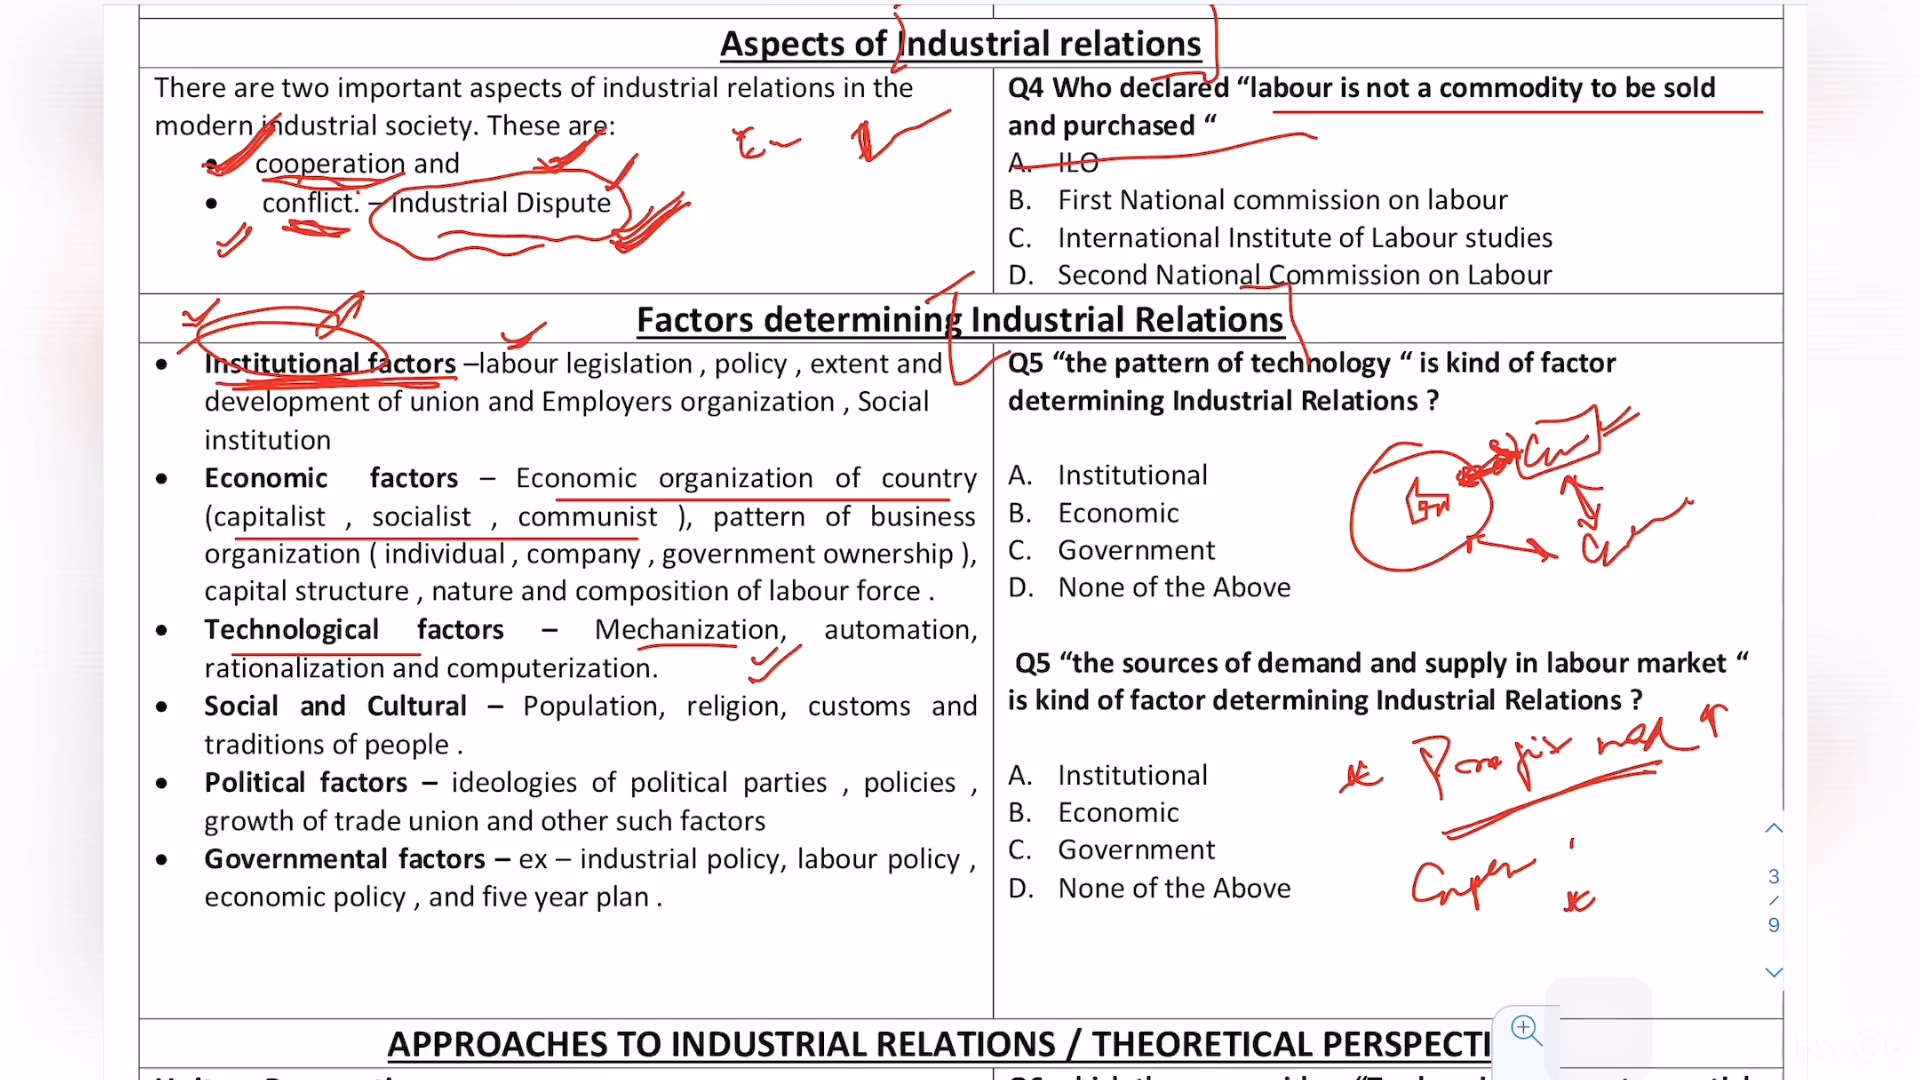 Aspects of Industrial relations
There are two important aspects of industrial relations in the
modern industrial society. These are:
• cooperation and
• conflict. – Industrial Dispute
Q4 Who declared “labour is not a commodity to be sold
and purchased “
A. ILO
B. First National commission on labour
C. International Institute of Labour studies
D. Second National Commission on Labour
Factors determining Industrial Relations
• Institutional factors –labour legislation , policy , extent and
development of union and Employers organization , Social
institution
• Economic factors – Economic organization of country
(capitalist , socialist , communist ), pattern of business
organization ( individual , company , government ownership ),
capital structure , nature and composition of labour force .
• Technological factors – Mechanization, automation,
rationalization and computerization.
• Social and Cultural – Population, religion, customs and
traditions of people .
• Political factors – ideologies of political parties , policies ,
growth of trade union and other such factors
• Governmental factors – ex – industrial policy, labour policy ,
economic policy , and five year plan .
Q5 “the pattern of technology “ is kind of factor
determining Industrial Relations ?
A. Institutional
B. Economic
C. Government
D. None of the Above
Q5 “the sources of demand and supply in labour market “
is kind of factor determining Industrial Relations ?
A. Institutional
B. Economic
C. Government
D. None of the Above
3
/
9
APPROACHES TO INDUSTRIAL RELATIONS / THEORETICAL PERSPECTI